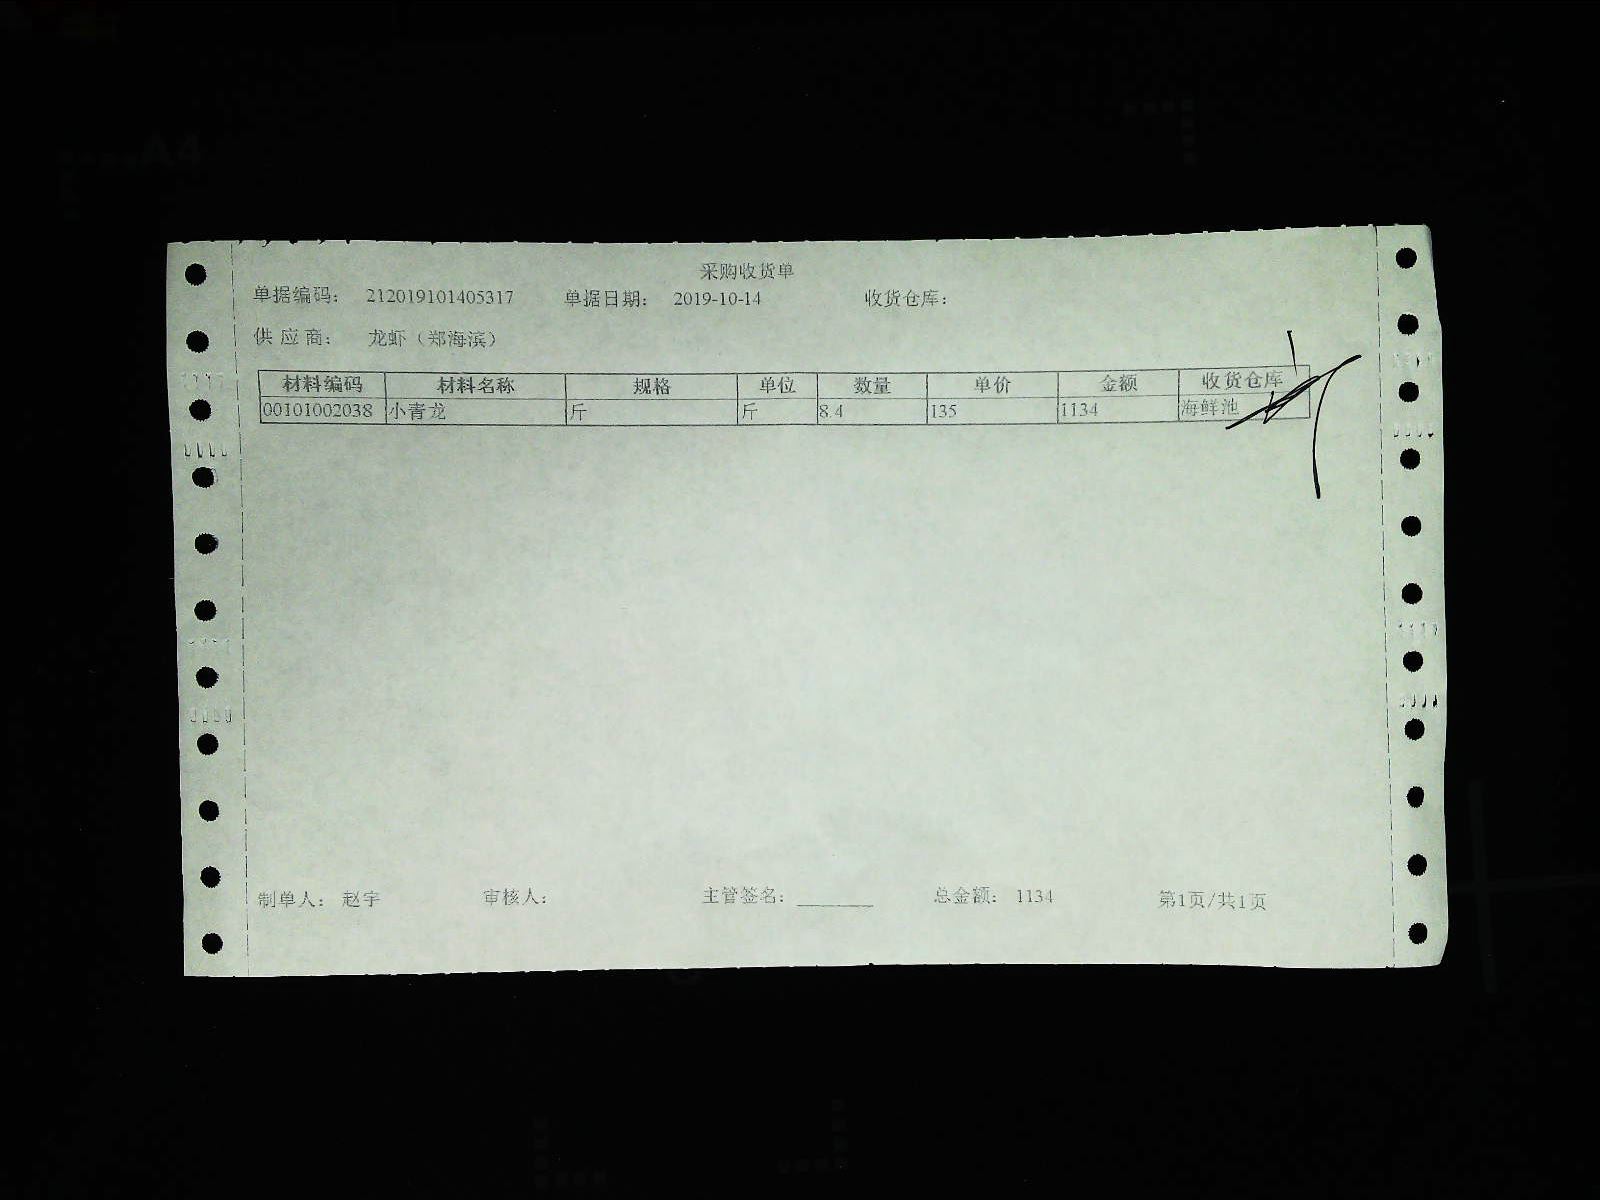 采购收货单
单据编码： 212019101405317 单据日期： 2019-10-14 收货仓库：
供 应 商： 龙虾（郑海滨）
材料编码 材料名称 规格 单位 数量 单价 金额 收货仓库
00101002038 小青龙 斤 斤 8.4 135 1134 海鲜池
制单人： 赵宇 审核人： 主管签名：________ 总金额： 1134 第1页/共1页